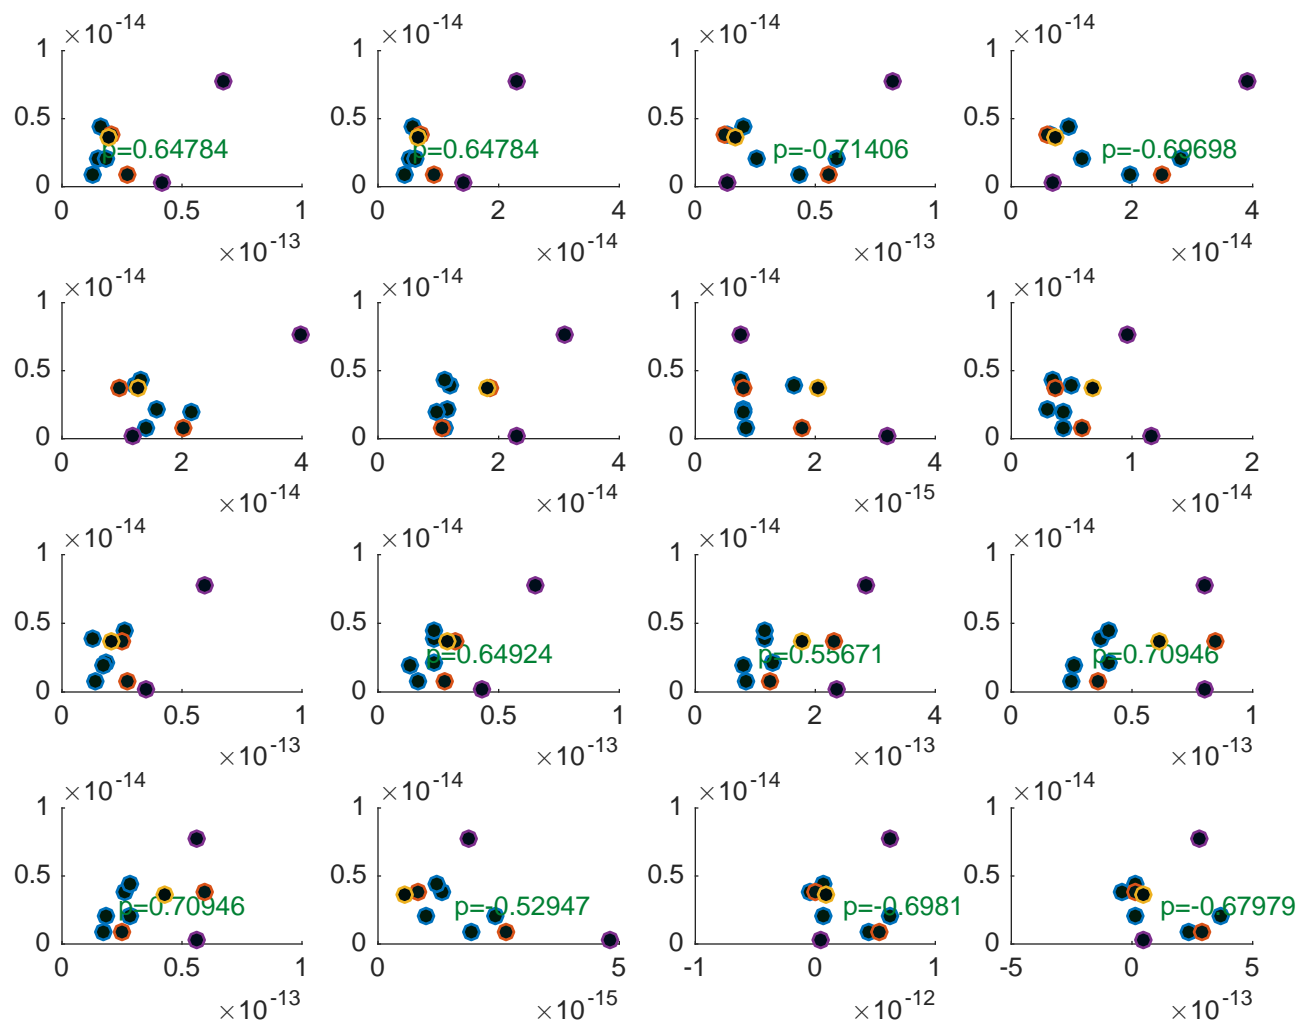 ×10-14 ×10-14 ×10-14 ×10-14
1 1 1 1
0.5 0.5 0.5 0.5
p=0.64784 p=0.64784 p=-0.71406 p=-0.69698
0 0 0 0
0 0.5 1 0 2 4 0 0.5 1 0 2 4
×10-13 ×10-14 ×10-13 ×10-14
×10-14 ×10-14 ×10-14 ×10-14
1 1 1 1
0.5 0.5 0.5 0.5
0 0 0 0
0 2 4 0 2 4 0 2 4 0 1 2
×10-14 ×10-14 ×10-15 ×10-14
×10-14 ×10-14 ×10-14 ×10-14
1 1 1 1
0.5 0.5 0.5 0.5
p=0.64924 p=0.55671 p=0.70946
0 0 0 0
0 0.5 1 0 0.5 1 0 2 4 0 0.5 1
×10-13 ×10-13 ×10-13 ×10-13
×10-14 ×10-14 ×10-14 ×10-14
1 1 1 1
0.5 0.5 0.5 0.5
p=0.70946 p=-0.52947 p=-0.6981 p=-0.67979
0 0 0 0
0 0.5 1 0 5 -1 0 1 -5 0 5
×10-13 ×10-15 ×10-12 ×10-13